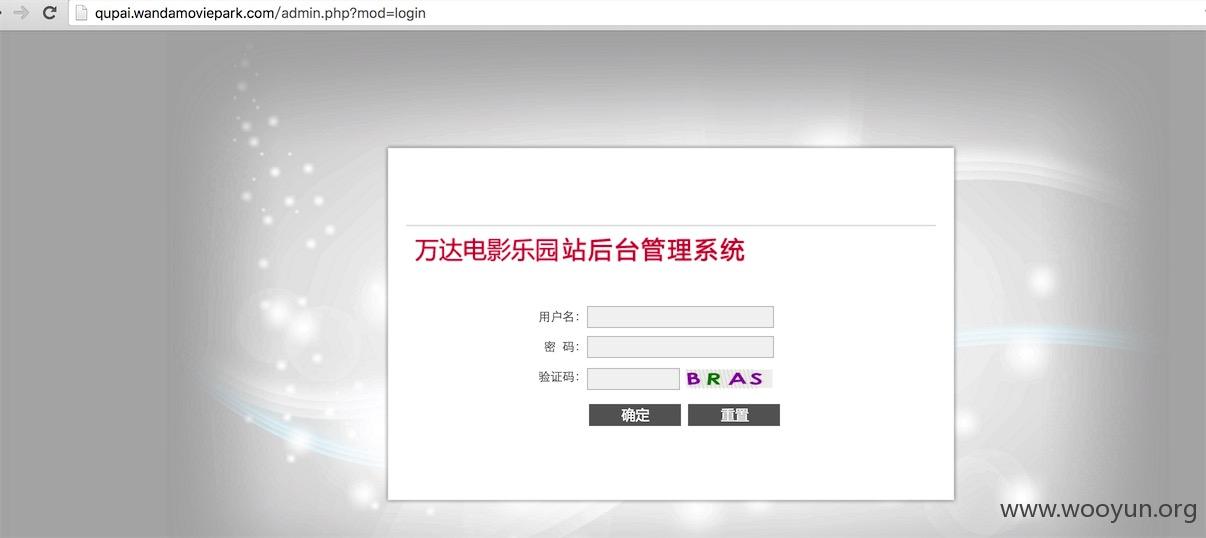 qupai.wandamoviepark.com/admin.php?mod=login
万达电影乐园站后台管理系统
用户名:
密 码:
验证码: BRAS
确定 重置
www.wooyun.org